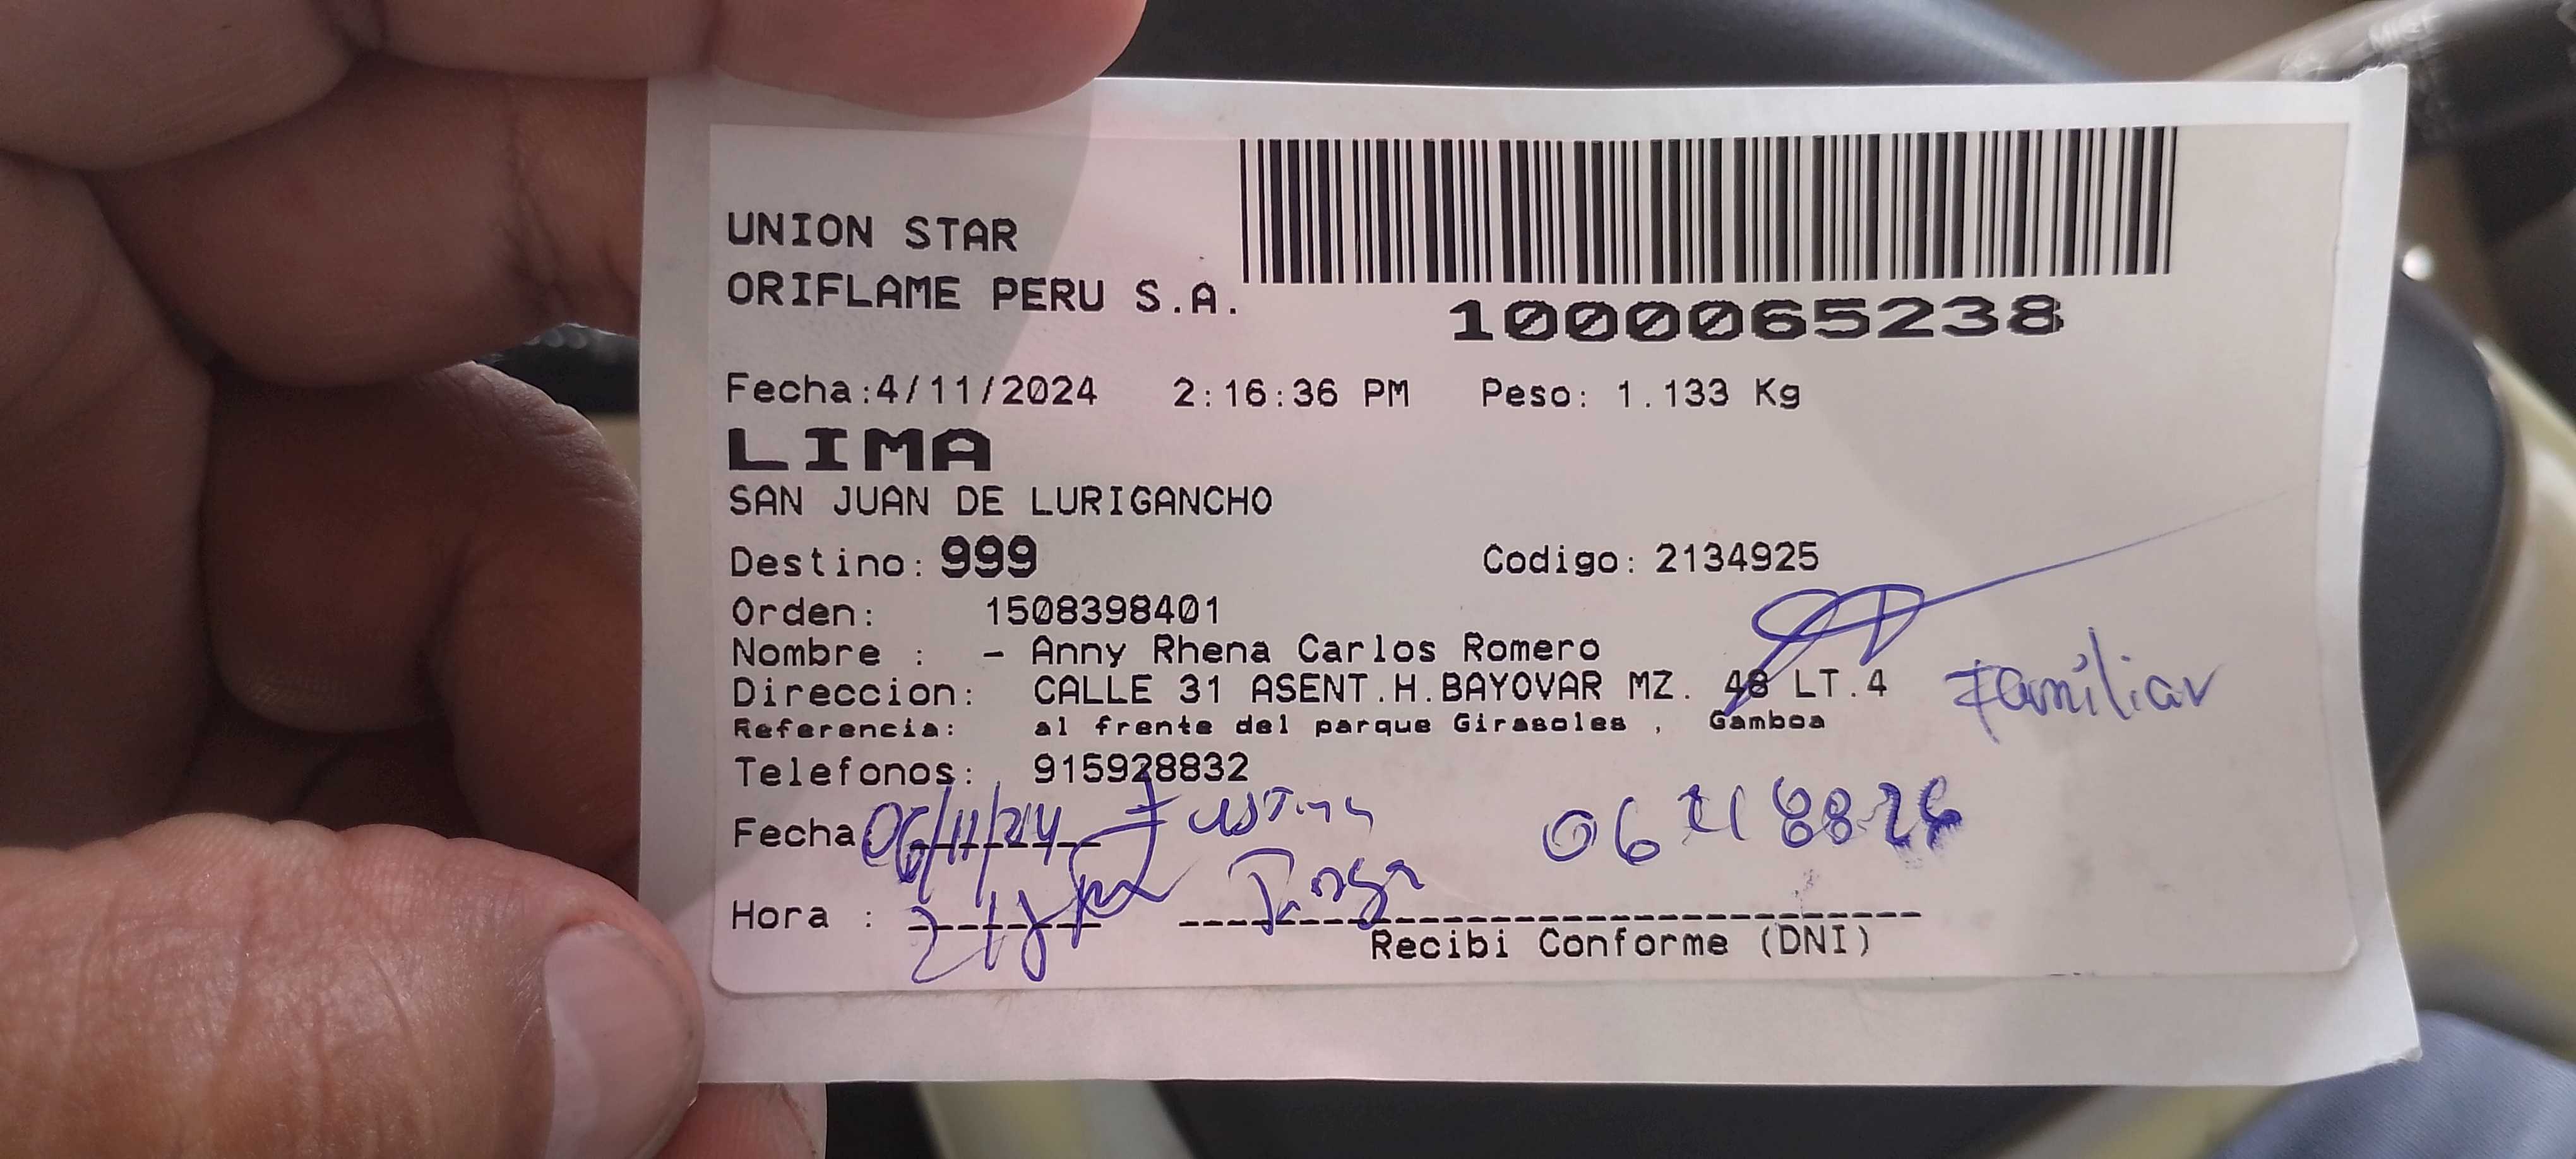 UNION STAR
ORIFLAME PERU S.A.
1000065238
Fecha:4/11/2024 2:16:36 PM Peso: 1.133 Kg
LIMA
SAN JUAN DE LURIGANCHO
Destino: 999 Codigo: 2134925
Orden: 1508398401
Nombre : - Anny Rhena Carlos Romero
Direccion: CALLE 31 ASENT.H.BAYOVAR MZ. 48 LT.4
Familiar
Referencia: al frente del parque Girasoles , Gamboa
Telefonos: 915928832
Fecha 06/11/24
Hora :
Recibi Conforme (DNI)